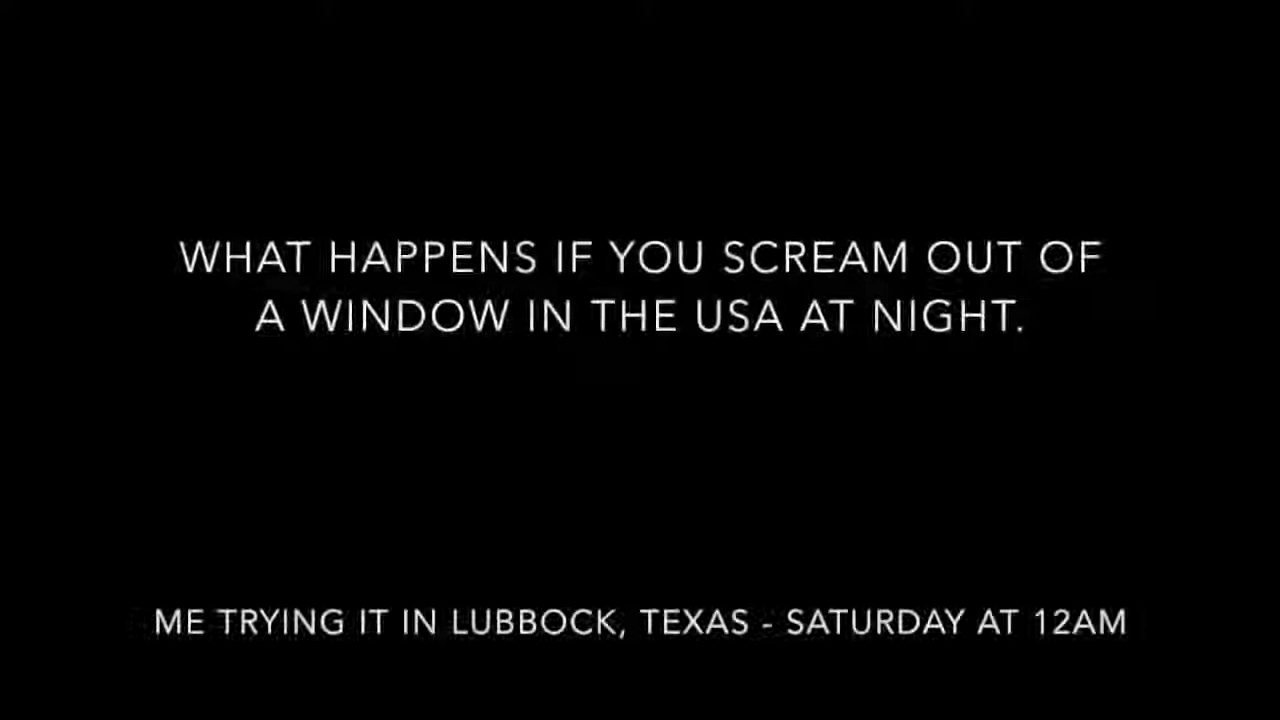 WHAT HAPPENS IF YOU SCREAM OUT OF
A WINDOW IN THE USA AT NIGHT.
ME TRYING IT IN LUBBOCK, TEXAS - SATURDAY AT 12AM